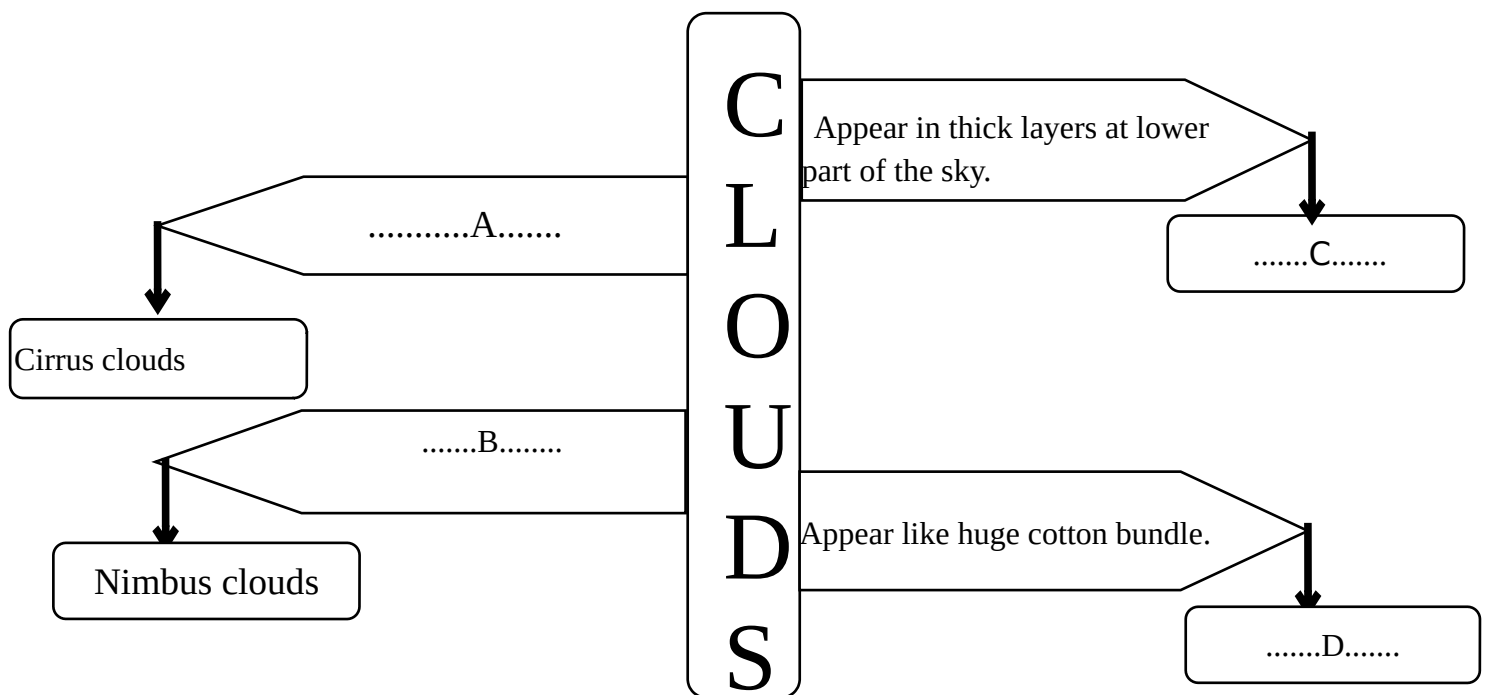 C
L
O
U
D
S
Appear in thick layers at lower
part of the sky.
...........A.......
.......C.......
Cirrus clouds
.......B........
Appear like huge cotton bundle.
Nimbus clouds
.......D.......